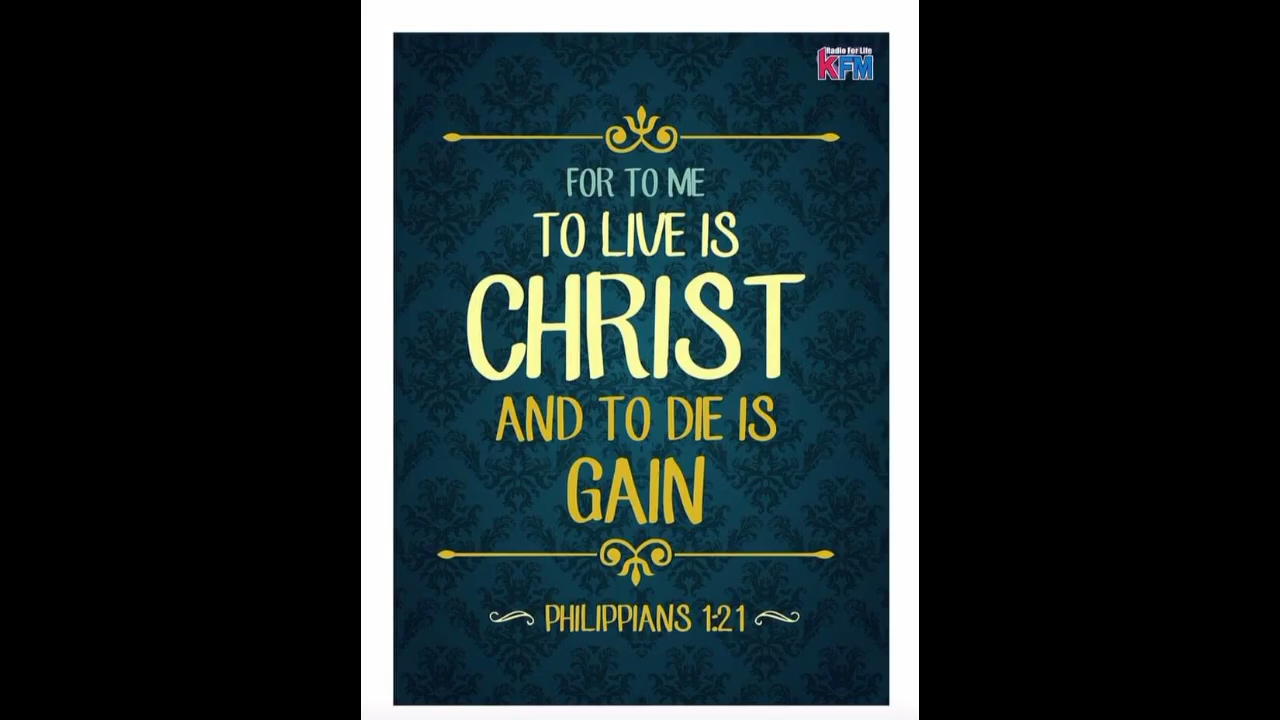 Radio For Life
KFM
FOR TO ME
TO LIVE IS
CHRIST
AND TO DIE IS
GAIN
PHILIPPIANS 1:21